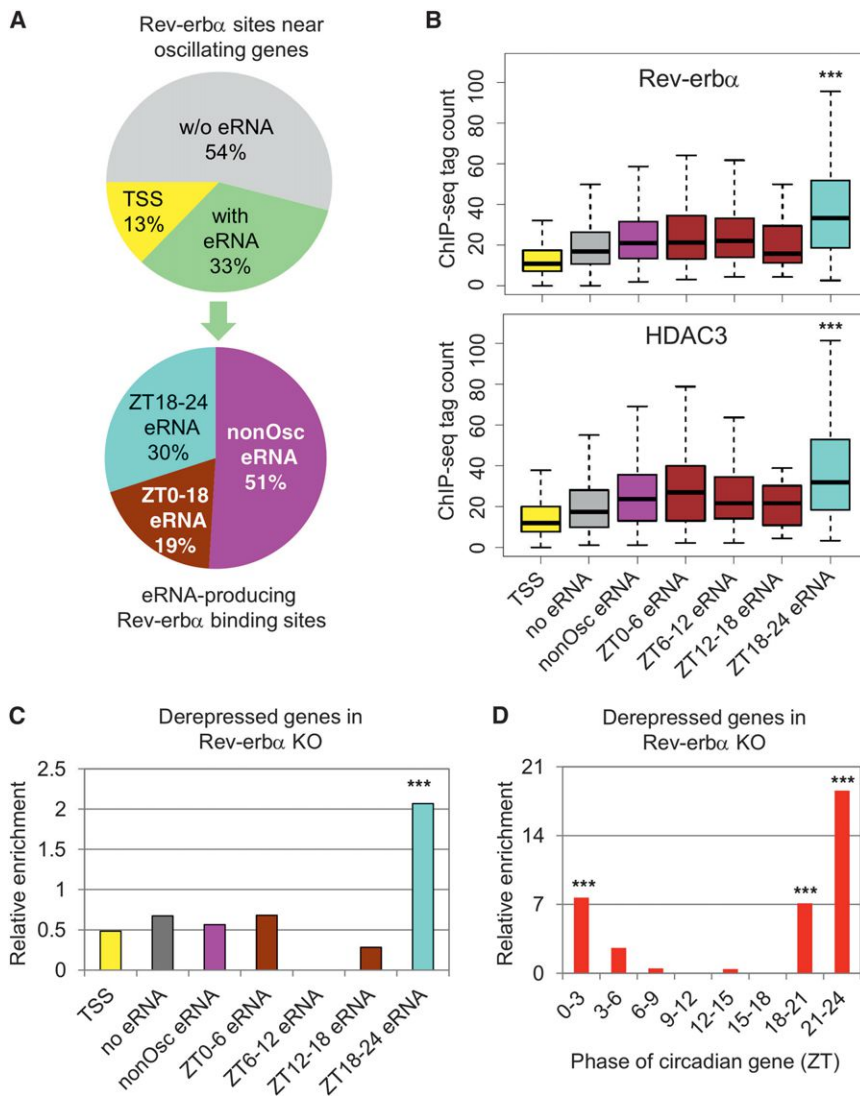 A
Rev-erbα sites near
oscillating genes
w/o eRNA
54%
TSS
13%
with
eRNA
33%
ZT18-24
eRNA
30%
nonOsc
eRNA
51%
ZT0-18
eRNA
19%
eRNA-producing
Rev-erbα binding sites
B
Rev-erbα
***
ChIP-seq tag count
0 20 40 60 80 100
HDAC3
***
ChIP-seq tag count
0 20 40 60 80 100
TSS
no eRNA
nonOsc eRNA
ZT0-6 eRNA
ZT6-12 eRNA
ZT12-18 eRNA
ZT18-24 eRNA
C
Derepressed genes in
Rev-erbα KO
Relative enrichment
2.5
2
1.5
1
0.5
0
***
TSS
no eRNA
nonOsc eRNA
ZT0-6 eRNA
ZT6-12 eRNA
ZT12-18 eRNA
ZT18-24 eRNA
D
Derepressed genes in
Rev-erbα KO
Relative enrichment
21
14
7
0
***
***
***
0-3
3-6
6-9
9-12
12-15
15-18
18-21
21-24
Phase of circadian gene (ZT)